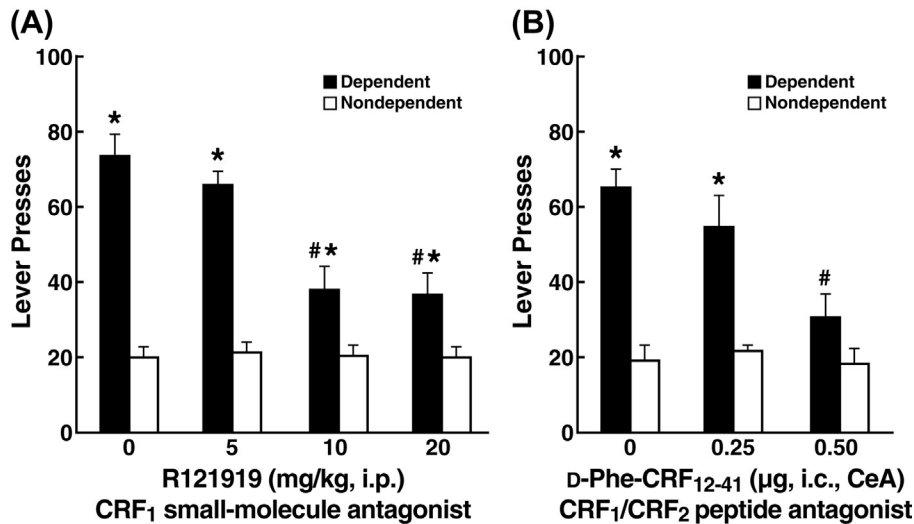 (A)
100
80
60
40
20
0
Lever Presses
Dependent
Nondependent
*
*
#*
#*
0 5 10 20
R121919 (mg/kg, i.p.)
CRF₁ small-molecule antagonist
(B)
100
80
60
40
20
0
Lever Presses
Dependent
Nondependent
*
*
#
0 0.25 0.50
D-Phe-CRF₁₂₋₄₁ (μg, i.c., CeA)
CRF₁/CRF₂ peptide antagonist